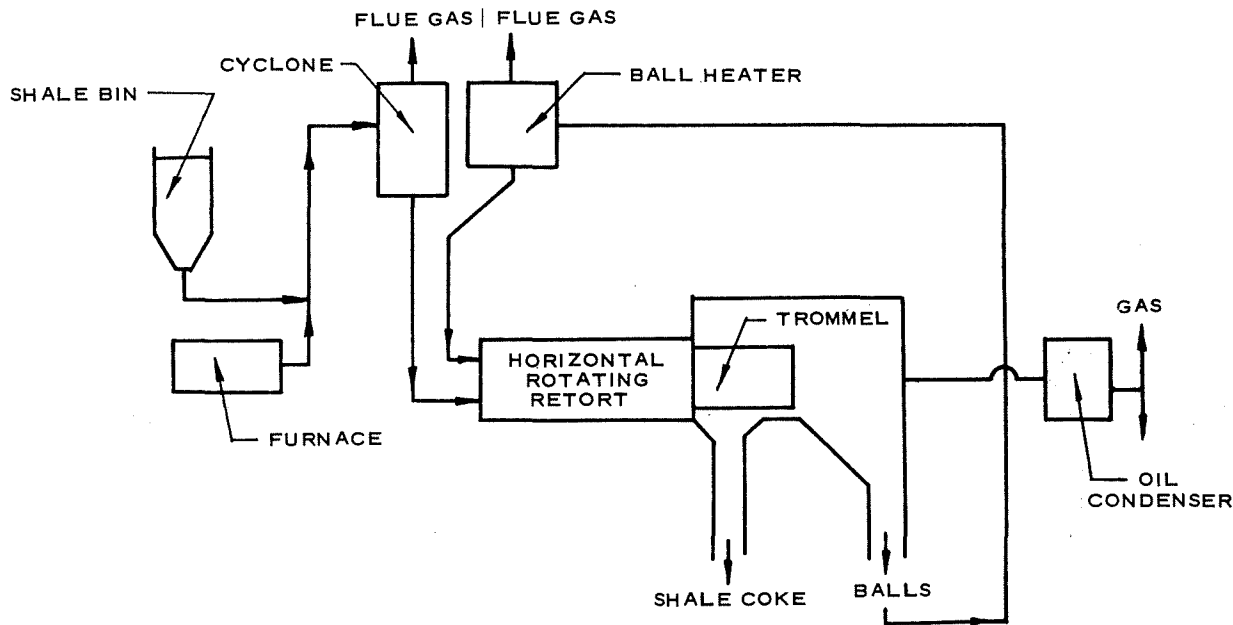 FLUE GAS
FLUE GAS
CYCLONE
BALL HEATER
SHALE BIN
GAS
TROMMEL
HORIZONTAL
ROTATING
RETORT
FURNACE
OIL
CONDENSER
SHALE COKE
BALLS